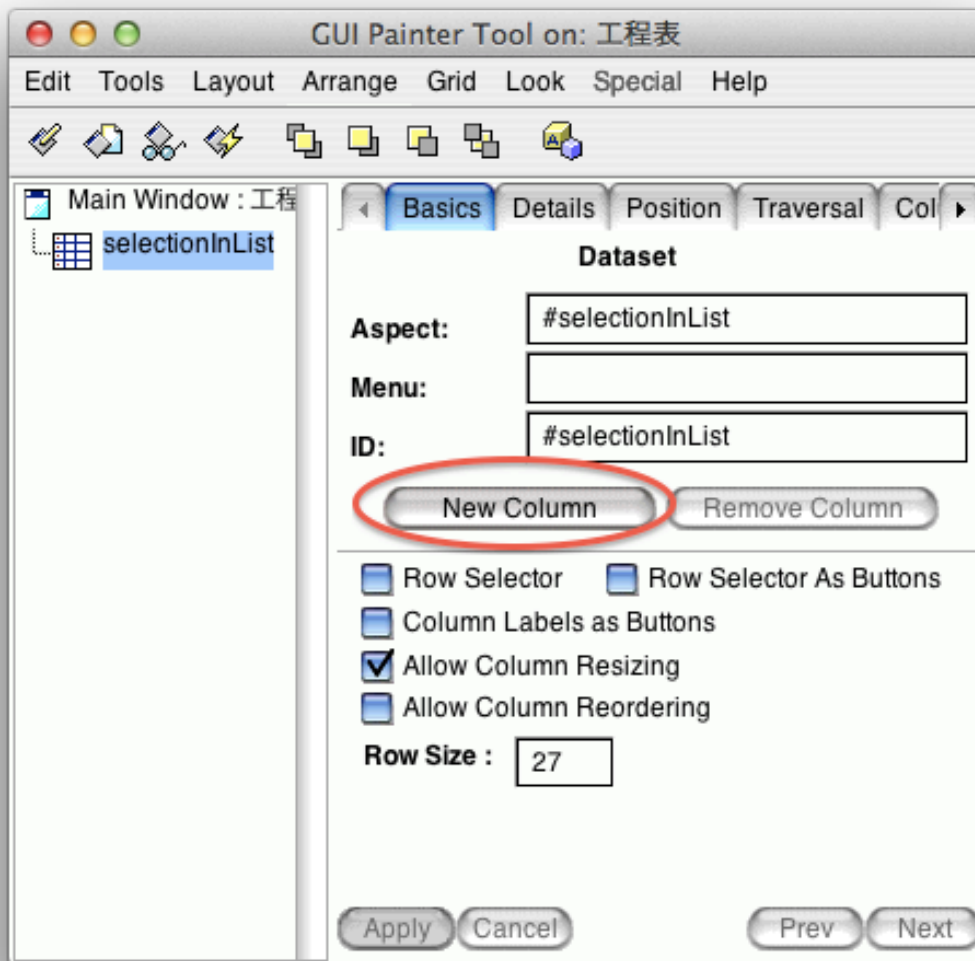 GUI Painter Tool on: 工程表
Edit Tools Layout Arrange Grid Look Special Help
Main Window : 工程
selectionInList
Basics Details Position Traversal Col
Dataset
Aspect: #selectionInList
Menu:
ID: #selectionInList
New Column Remove Column
Row Selector Row Selector As Buttons
Column Labels as Buttons
Allow Column Resizing
Allow Column Reordering
Row Size : 27
Apply Cancel Prev Next